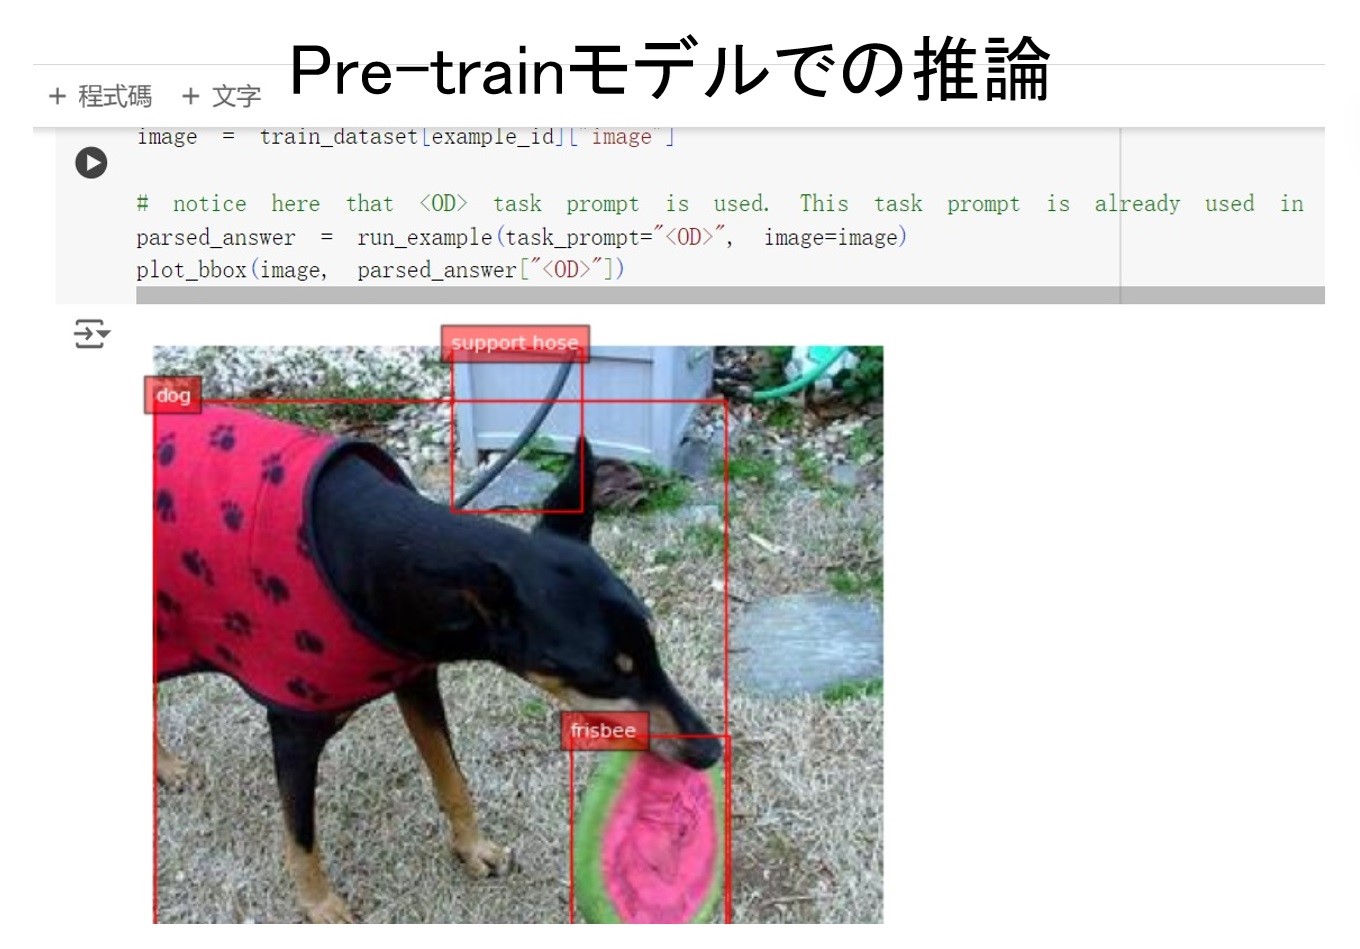 Pre-trainモデルでの推論
+ 程式碼 + 文字
image = train_dataset[example_id]["image"]
# notice here that <OD> task prompt is used. This task prompt is already used in
parsed_answer = run_example(task_prompt="<OD>", image=image)
plot_bbox(image, parsed_answer["<OD>"])
support hose
dog
frisbee